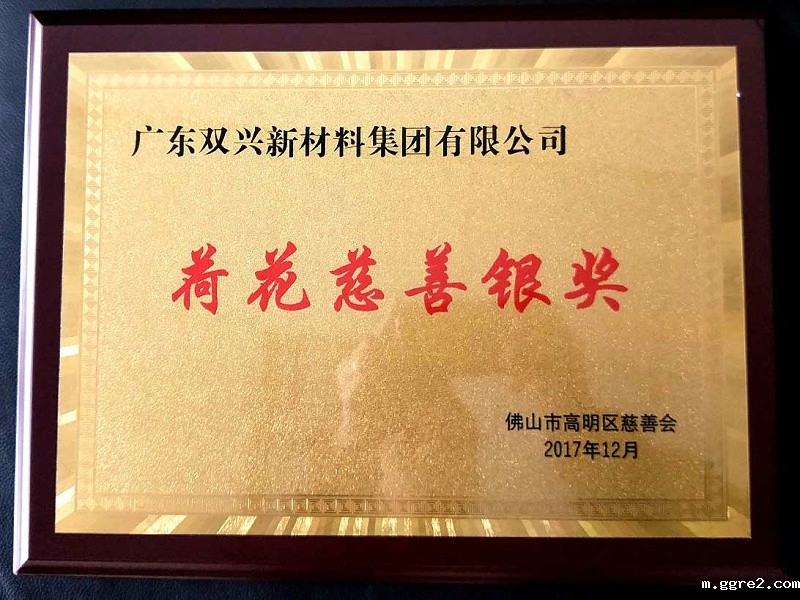 广东双兴新材料集团有限公司
荷花慈善银奖
佛山市高明区慈善会
2017年12月
m.ggre2.com